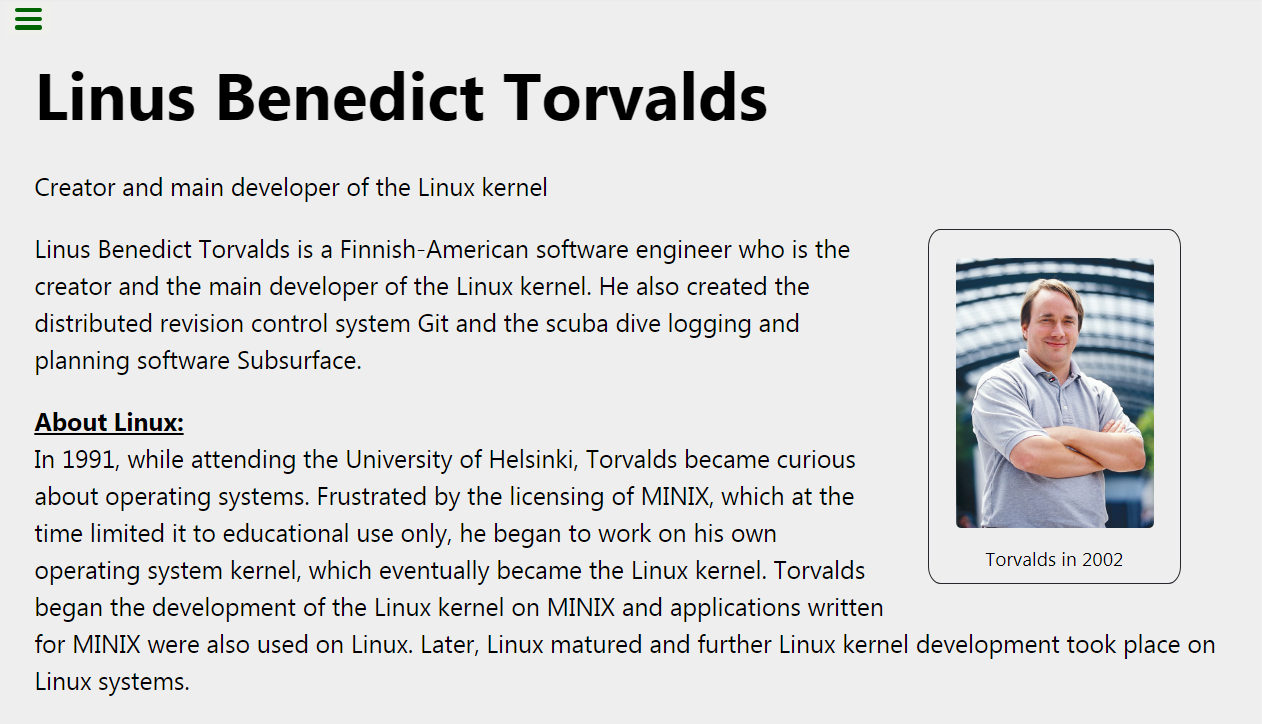 Linus Benedict Torvalds
Creator and main developer of the Linux kernel
Linus Benedict Torvalds is a Finnish-American software engineer who is the
creator and the main developer of the Linux kernel. He also created the
distributed revision control system Git and the scuba dive logging and
planning software Subsurface.
Torvalds in 2002
About Linux:
In 1991, while attending the University of Helsinki, Torvalds became curious
about operating systems. Frustrated by the licensing of MINIX, which at the
time limited it to educational use only, he began to work on his own
operating system kernel, which eventually became the Linux kernel. Torvalds
began the development of the Linux kernel on MINIX and applications written
for MINIX were also used on Linux. Later, Linux matured and further Linux kernel development took place on
Linux systems.